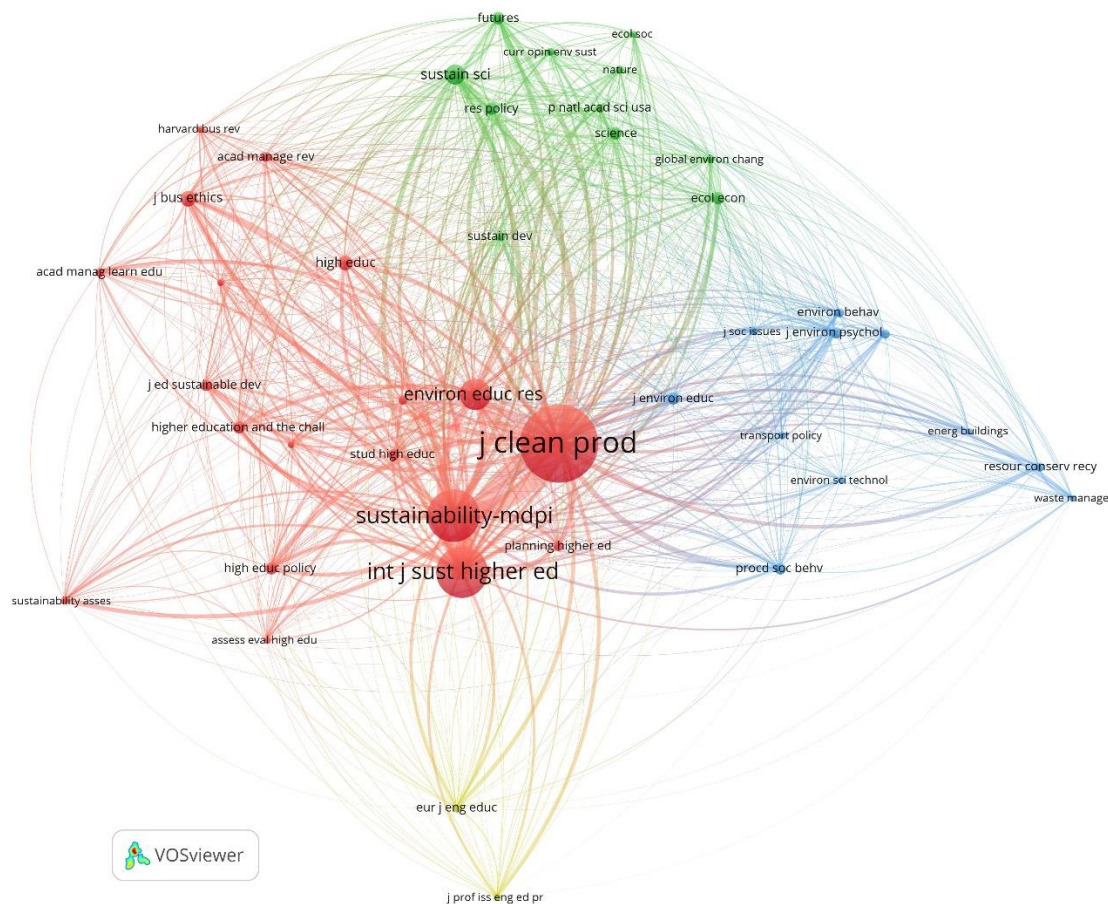 futures
ecol soc
curr opin env sust
sustain sci
nature
res policy
p natl acad sci usa
harvard bus rev
science
acad manage rev
global environ chang
j bus ethics
ecol econ
sustain dev
high educ
acad manag learn edu
environ behav
j soc issues
j environ psychol
j ed sustainable dev
environ educ res
j environ educ
higher education and the chall
j clean prod
energ buildings
transport policy
stud high educ
resour conserv recy
environ sci technol
waste manage
sustainability-mdpi
planning higher ed
high educ policy
int j sust higher ed
procd soc behv
sustainability asses
assess eval high edu
eur j eng educ
VOSviewer
j prof iss eng ed pr